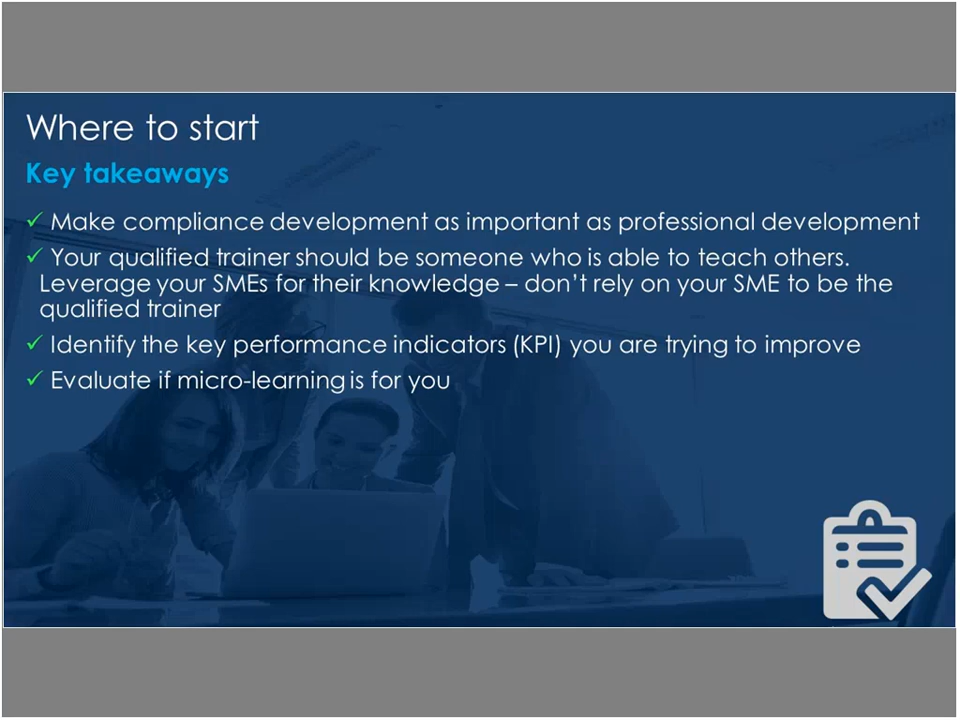 Where to start
Key takeaways
✓ Make compliance development as important as professional development
✓ Your qualified trainer should be someone who is able to teach others.
Leverage your SMEs for their knowledge – don’t rely on your SME to be the
qualified trainer
✓ Identify the key performance indicators (KPI) you are trying to improve
✓ Evaluate if micro-learning is for you